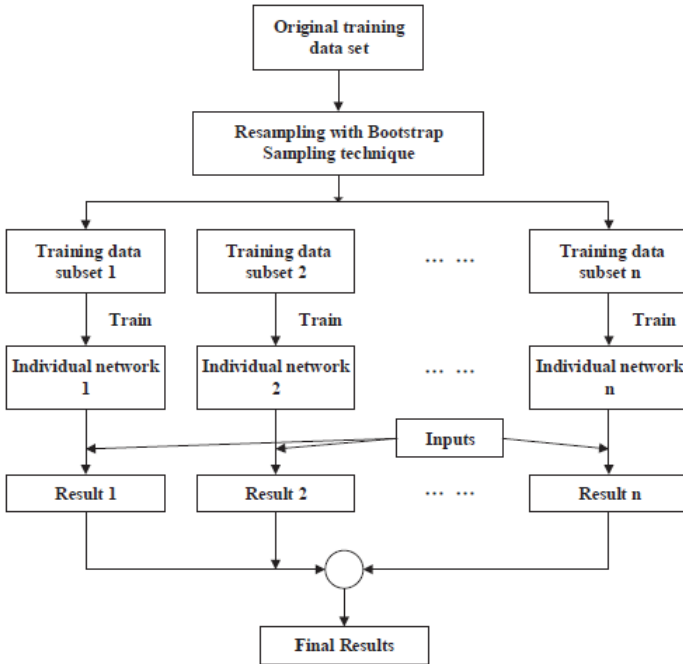 Original training
data set
Resampling with Bootstrap
Sampling technique
Training data
subset 1
Training data
subset 2
... ...
Training data
subset n
Train
Train
Train
Individual network
1
Individual network
2
... ...
Individual network
n
Inputs
Result 1
Result 2
... ...
Result n
Final Results